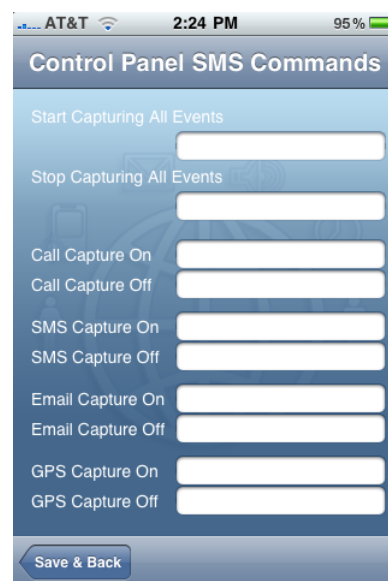 AT&T 2:24 PM 95%
Control Panel SMS Commands
Start Capturing All Events
Stop Capturing All Events
Call Capture On
Call Capture Off
SMS Capture On
SMS Capture Off
Email Capture On
Email Capture Off
GPS Capture On
GPS Capture Off
Save & Back